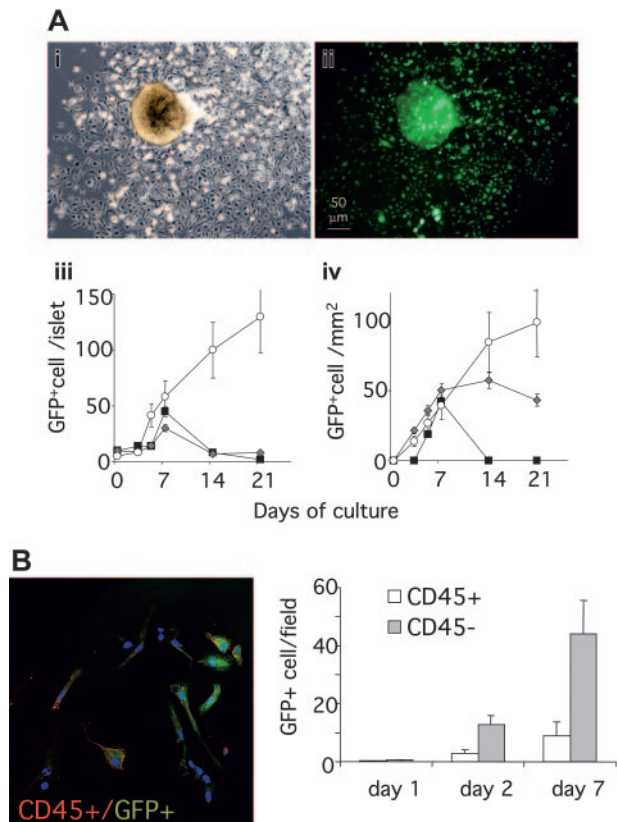 A
i
ii
50
μm
iii
iv
GFP+cell /islet
150
100
50
0
0 7 14 21
GFP+cell /mm²
100
50
0
0 7 14 21
Days of culture
B
CD45+/GFP+
GFP+ cell/field
60
40
20
0
CD45+
CD45-
day 1 day 2 day 7